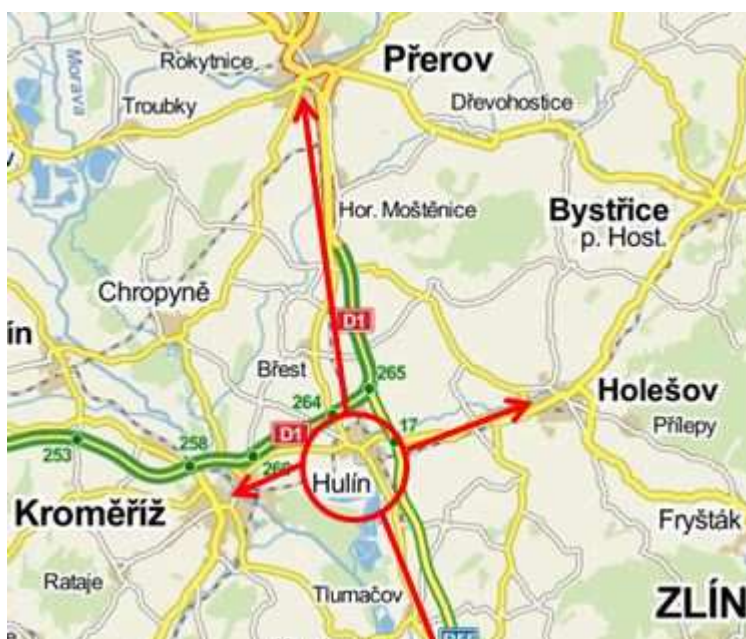 Rokytnice
Přerov
Morava
Troubky
Dřevohostice
Hor. Moštěnice
Bystřice
p. Host.
Chropyně
D1
ín
Břest
265
264
Holešov
17
D1
Přílepy
253
258
Hulín
Kroměříž
Fryšták
Rataje
Tlumačov
ZLÍN